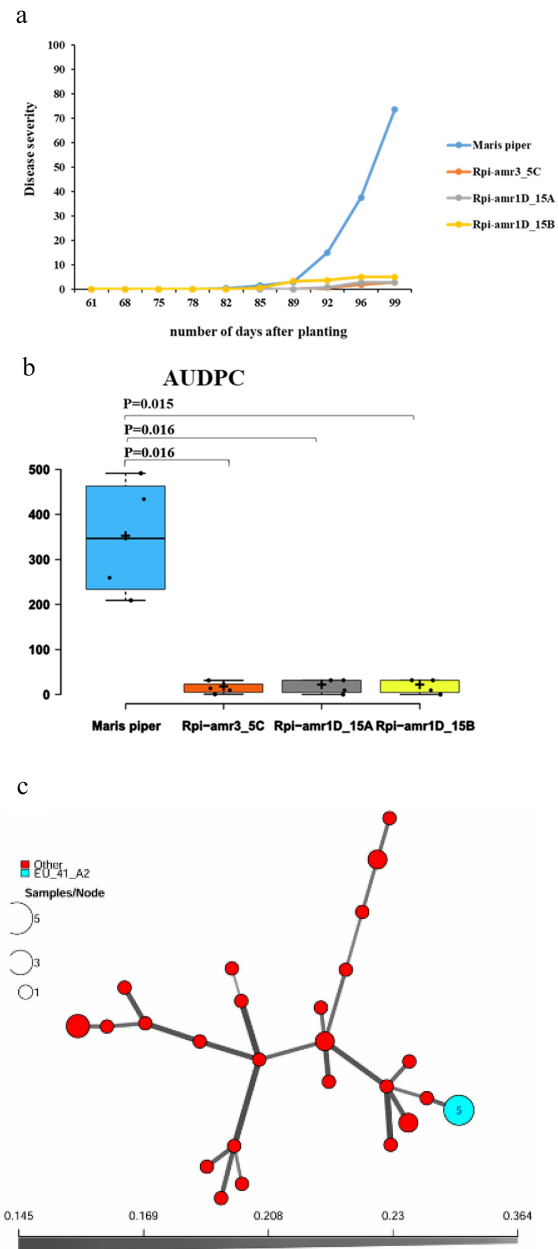 a
100
90
80
70
60
50
40
30
20
10
0
Disease severity
61 68 75 78 82 85 89 92 96 99
number of days after planting
Maris piper
Rpi-amr3_5C
Rpi-amr1D_15A
Rpi-amr1D_15B
b
AUDPC
P=0.015
P=0.016
P=0.016
500
400
300
200
100
0
Maris piper Rpi-amr3_5C Rpi-amr1D_15A Rpi-amr1D_15B
c
Other
EU_41_A2
Samples/Node
5
3
1
5
0.145 0.169 0.208 0.23 0.364